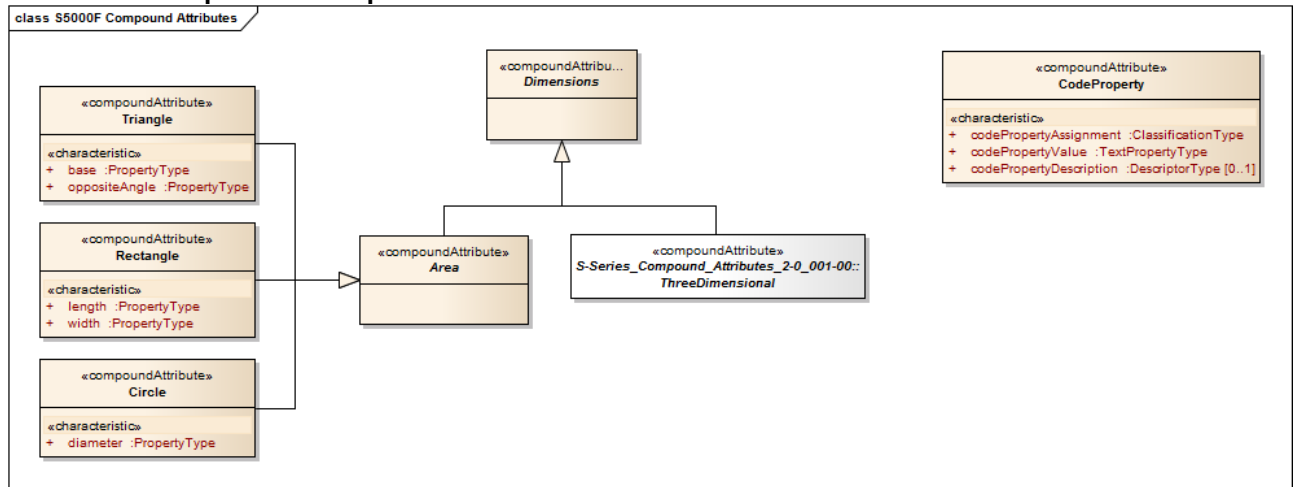 class S5000F Compound Attributes
«compoundAttribu...
Dimensions
«compoundAttribute»
CodeProperty
«characteristic»
+ codePropertyAssignment :ClassificationType
+ codePropertyValue :TextPropertyType
+ codePropertyDescription :DescriptorType [0..1]
«compoundAttribute»
Triangle
«characteristic»
+ base :PropertyType
+ oppositeAngle :PropertyType
«compoundAttribute»
Rectangle
«characteristic»
+ length :PropertyType
+ width :PropertyType
«compoundAttribute»
Area
«compoundAttribute»
S-Series_Compound_Attributes_2-0_001-00::
ThreeDimensional
«compoundAttribute»
Circle
«characteristic»
+ diameter :PropertyType